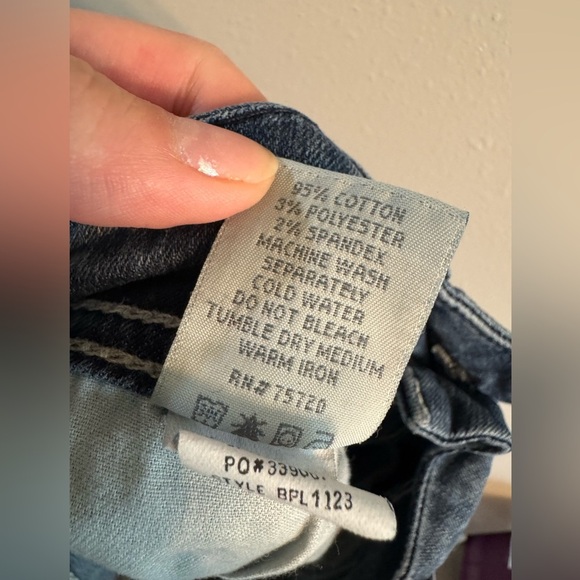 95% COTTON
3% POLYESTER
2% SPANDEX
MACHINE WASH
SEPARATELY
COLD WATER
DO NOT BLEACH
TUMBLE DRY MEDIUM
WARM IRON
RN# 75720
STYLE BPL1123